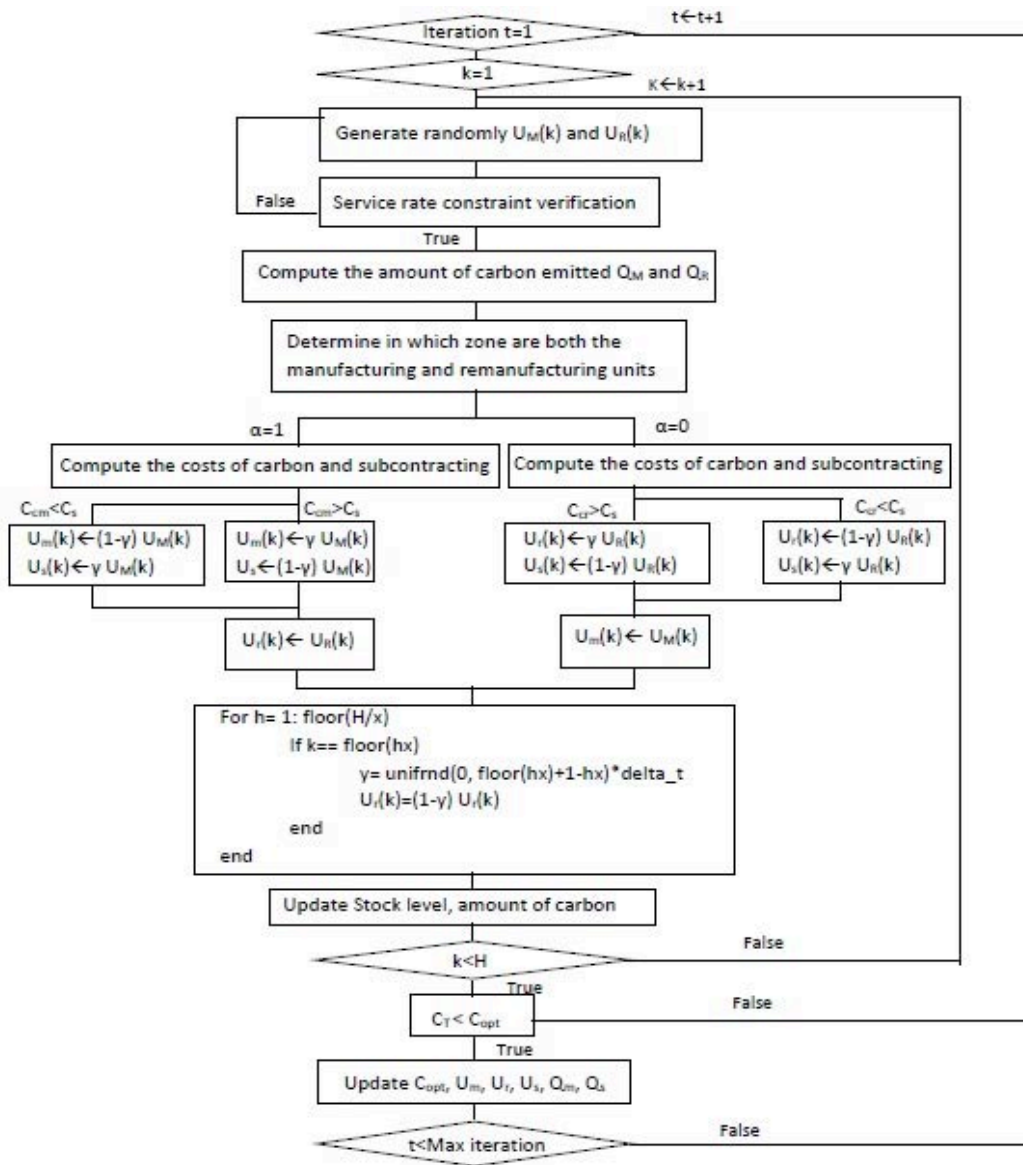 t←t+1
Iteration t=1
k=1
K←k+1
Generate randomly U_M(k) and U_R(k)
False
Service rate constraint verification
True
Compute the amount of carbon emitted Q_M and Q_R
Determine in which zone are both the
manufacturing and remanufacturing units
α=1
α=0
Compute the costs of carbon and subcontracting
Compute the costs of carbon and subcontracting
C_cm<C_s
C_cm>C_s
C_cr>C_s
C_cr<C_s
U_m(k)←(1-y) U_M(k)
U_s(k)←y U_M(k)
U_m(k)←y U_M(k)
U_s←(1-y) U_M(k)
U_r(k)←y U_R(k)
U_s(k)←(1-y) U_R(k)
U_r(k)←(1-y) U_R(k)
U_s(k)←y U_R(k)
U_r(k)← U_R(k)
U_m(k)← U_M(k)
For h= 1: floor(H/x)
If k== floor(hx)
y= unifrnd(0, floor(hx)+1-hx)*delta_t
U_r(k)=(1-y) U_r(k)
end
end
Update Stock level, amount of carbon
k<H
False
True
C_T< C_opt
False
True
Update C_opt, U_m, U_r, U_s, Q_m, Q_s
t<Max iteration
False